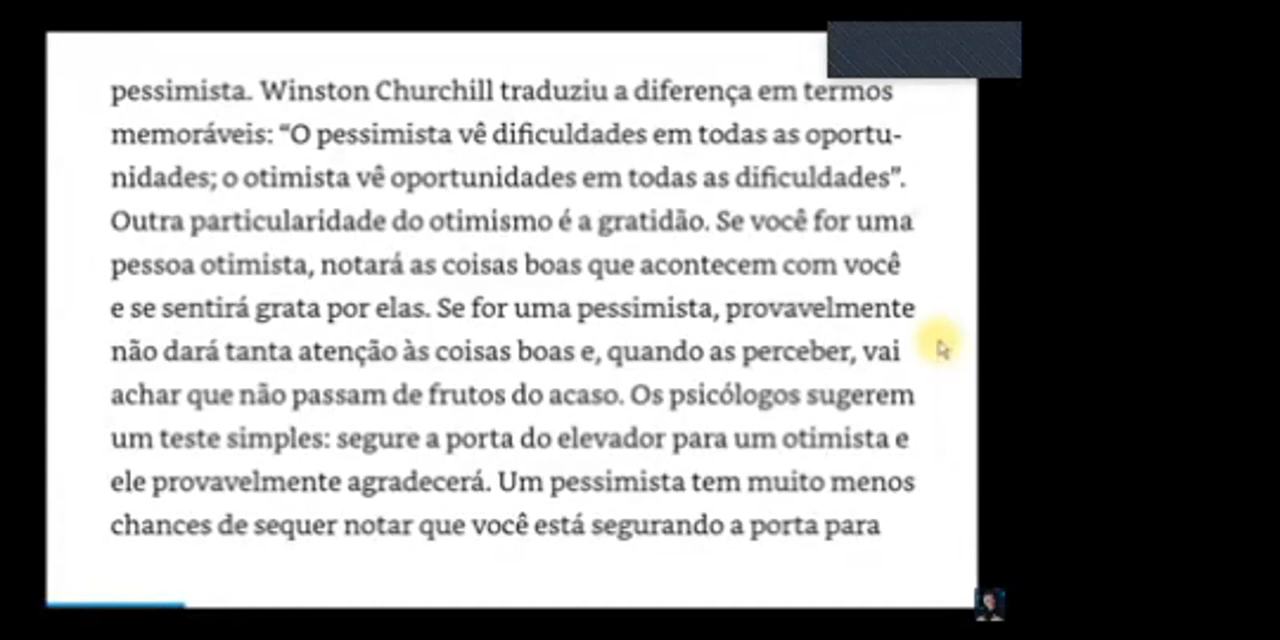 pessimista. Winston Churchill traduziu a diferença em termos
memoráveis: “O pessimista vê dificuldades em todas as oportu-
nidades; o otimista vê oportunidades em todas as dificuldades”.
Outra particularidade do otimismo é a gratidão. Se você for uma
pessoa otimista, notará as coisas boas que acontecem com você
e se sentirá grata por elas. Se for uma pessimista, provavelmente
não dará tanta atenção às coisas boas e, quando as perceber, vai
achar que não passam de frutos do acaso. Os psicólogos sugerem
um teste simples: segure a porta do elevador para um otimista e
ele provavelmente agradecerá. Um pessimista tem muito menos
chances de sequer notar que você está segurando a porta para